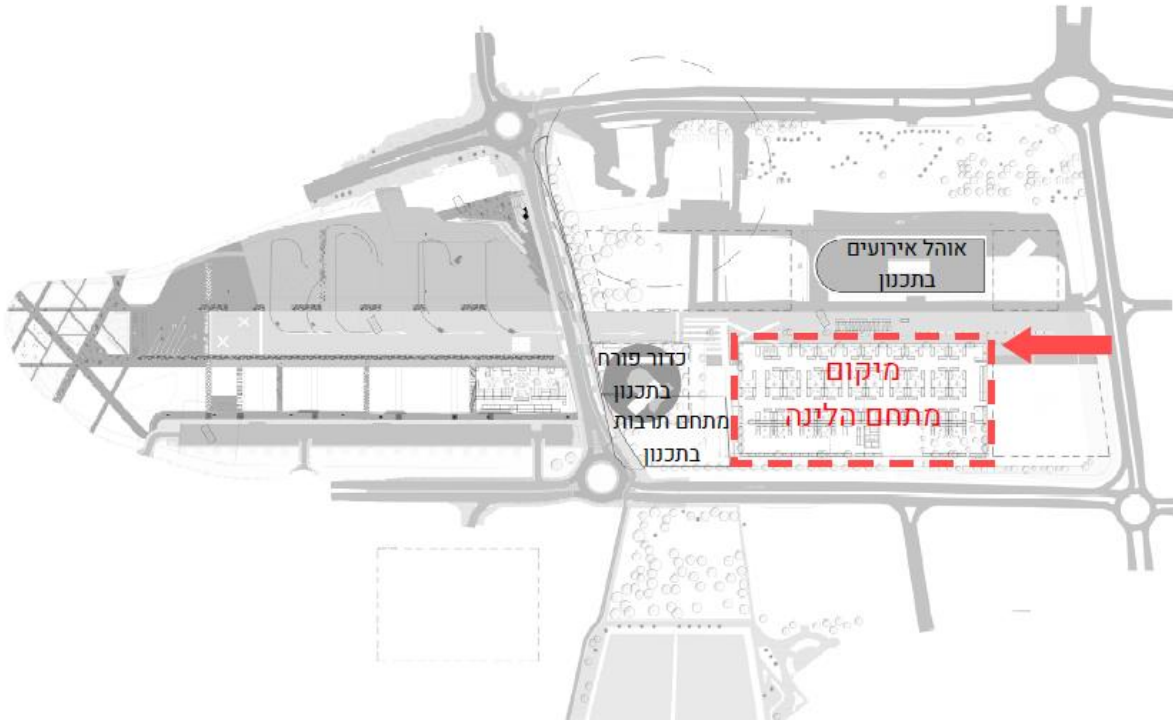 אוהל אירועים
בתכנון
כדור פורח
בתכנון
מתחם תרבות
בתכנון
מיקום
מתחם הלינה